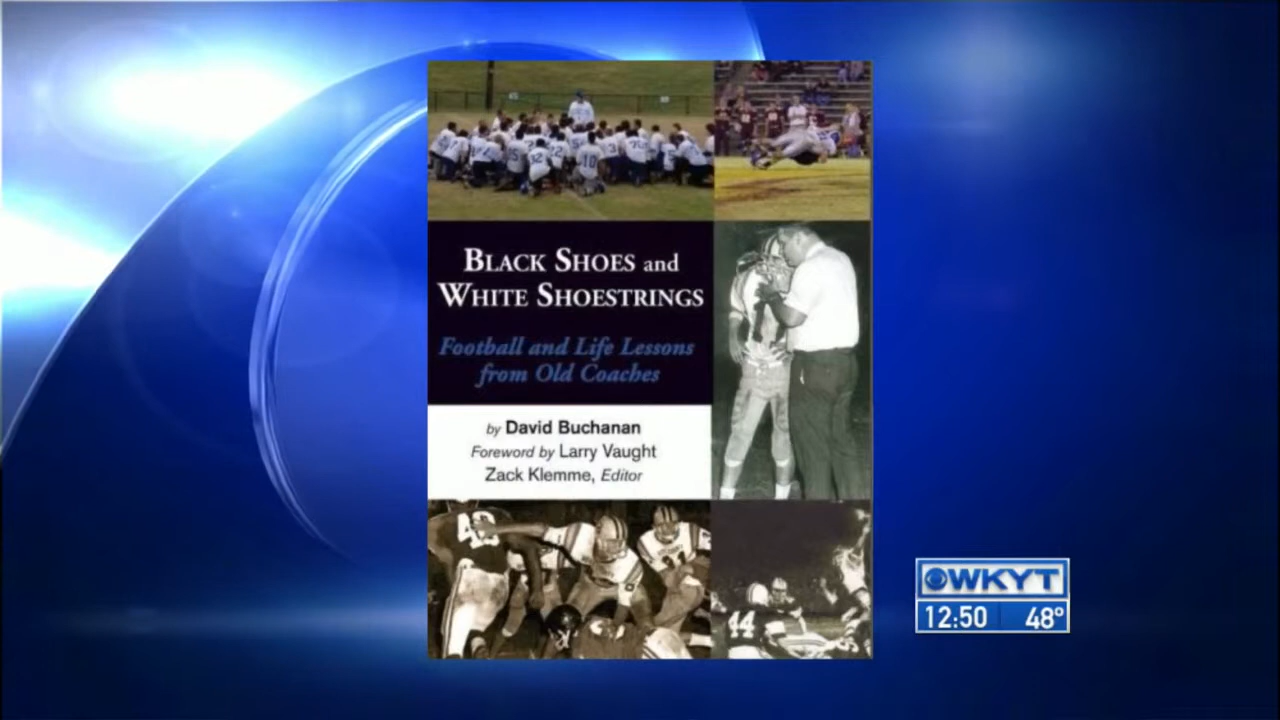 BLACK SHOES and
WHITE SHOESTRINGS
Football and Life Lessons
from Old Coaches
by David Buchanan
Foreword by Larry Vaught
Zack Klemme, Editor
44
WKYT
12:50 48°